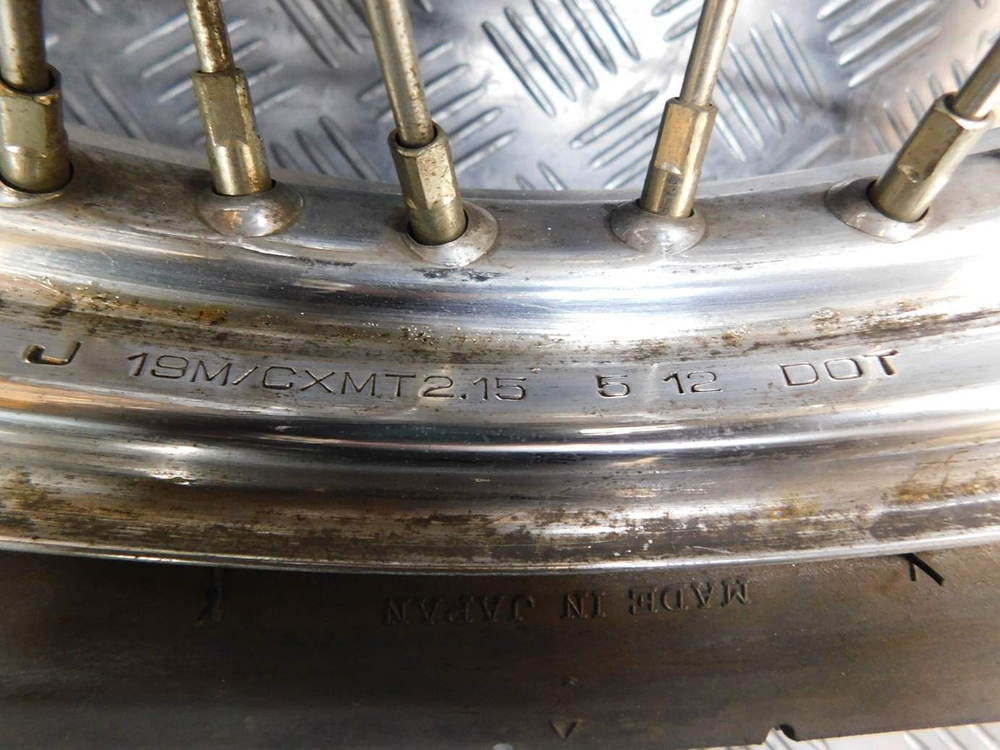 J 19M/CXMT2.15 5 12 DOT
MADE IN JAPAN